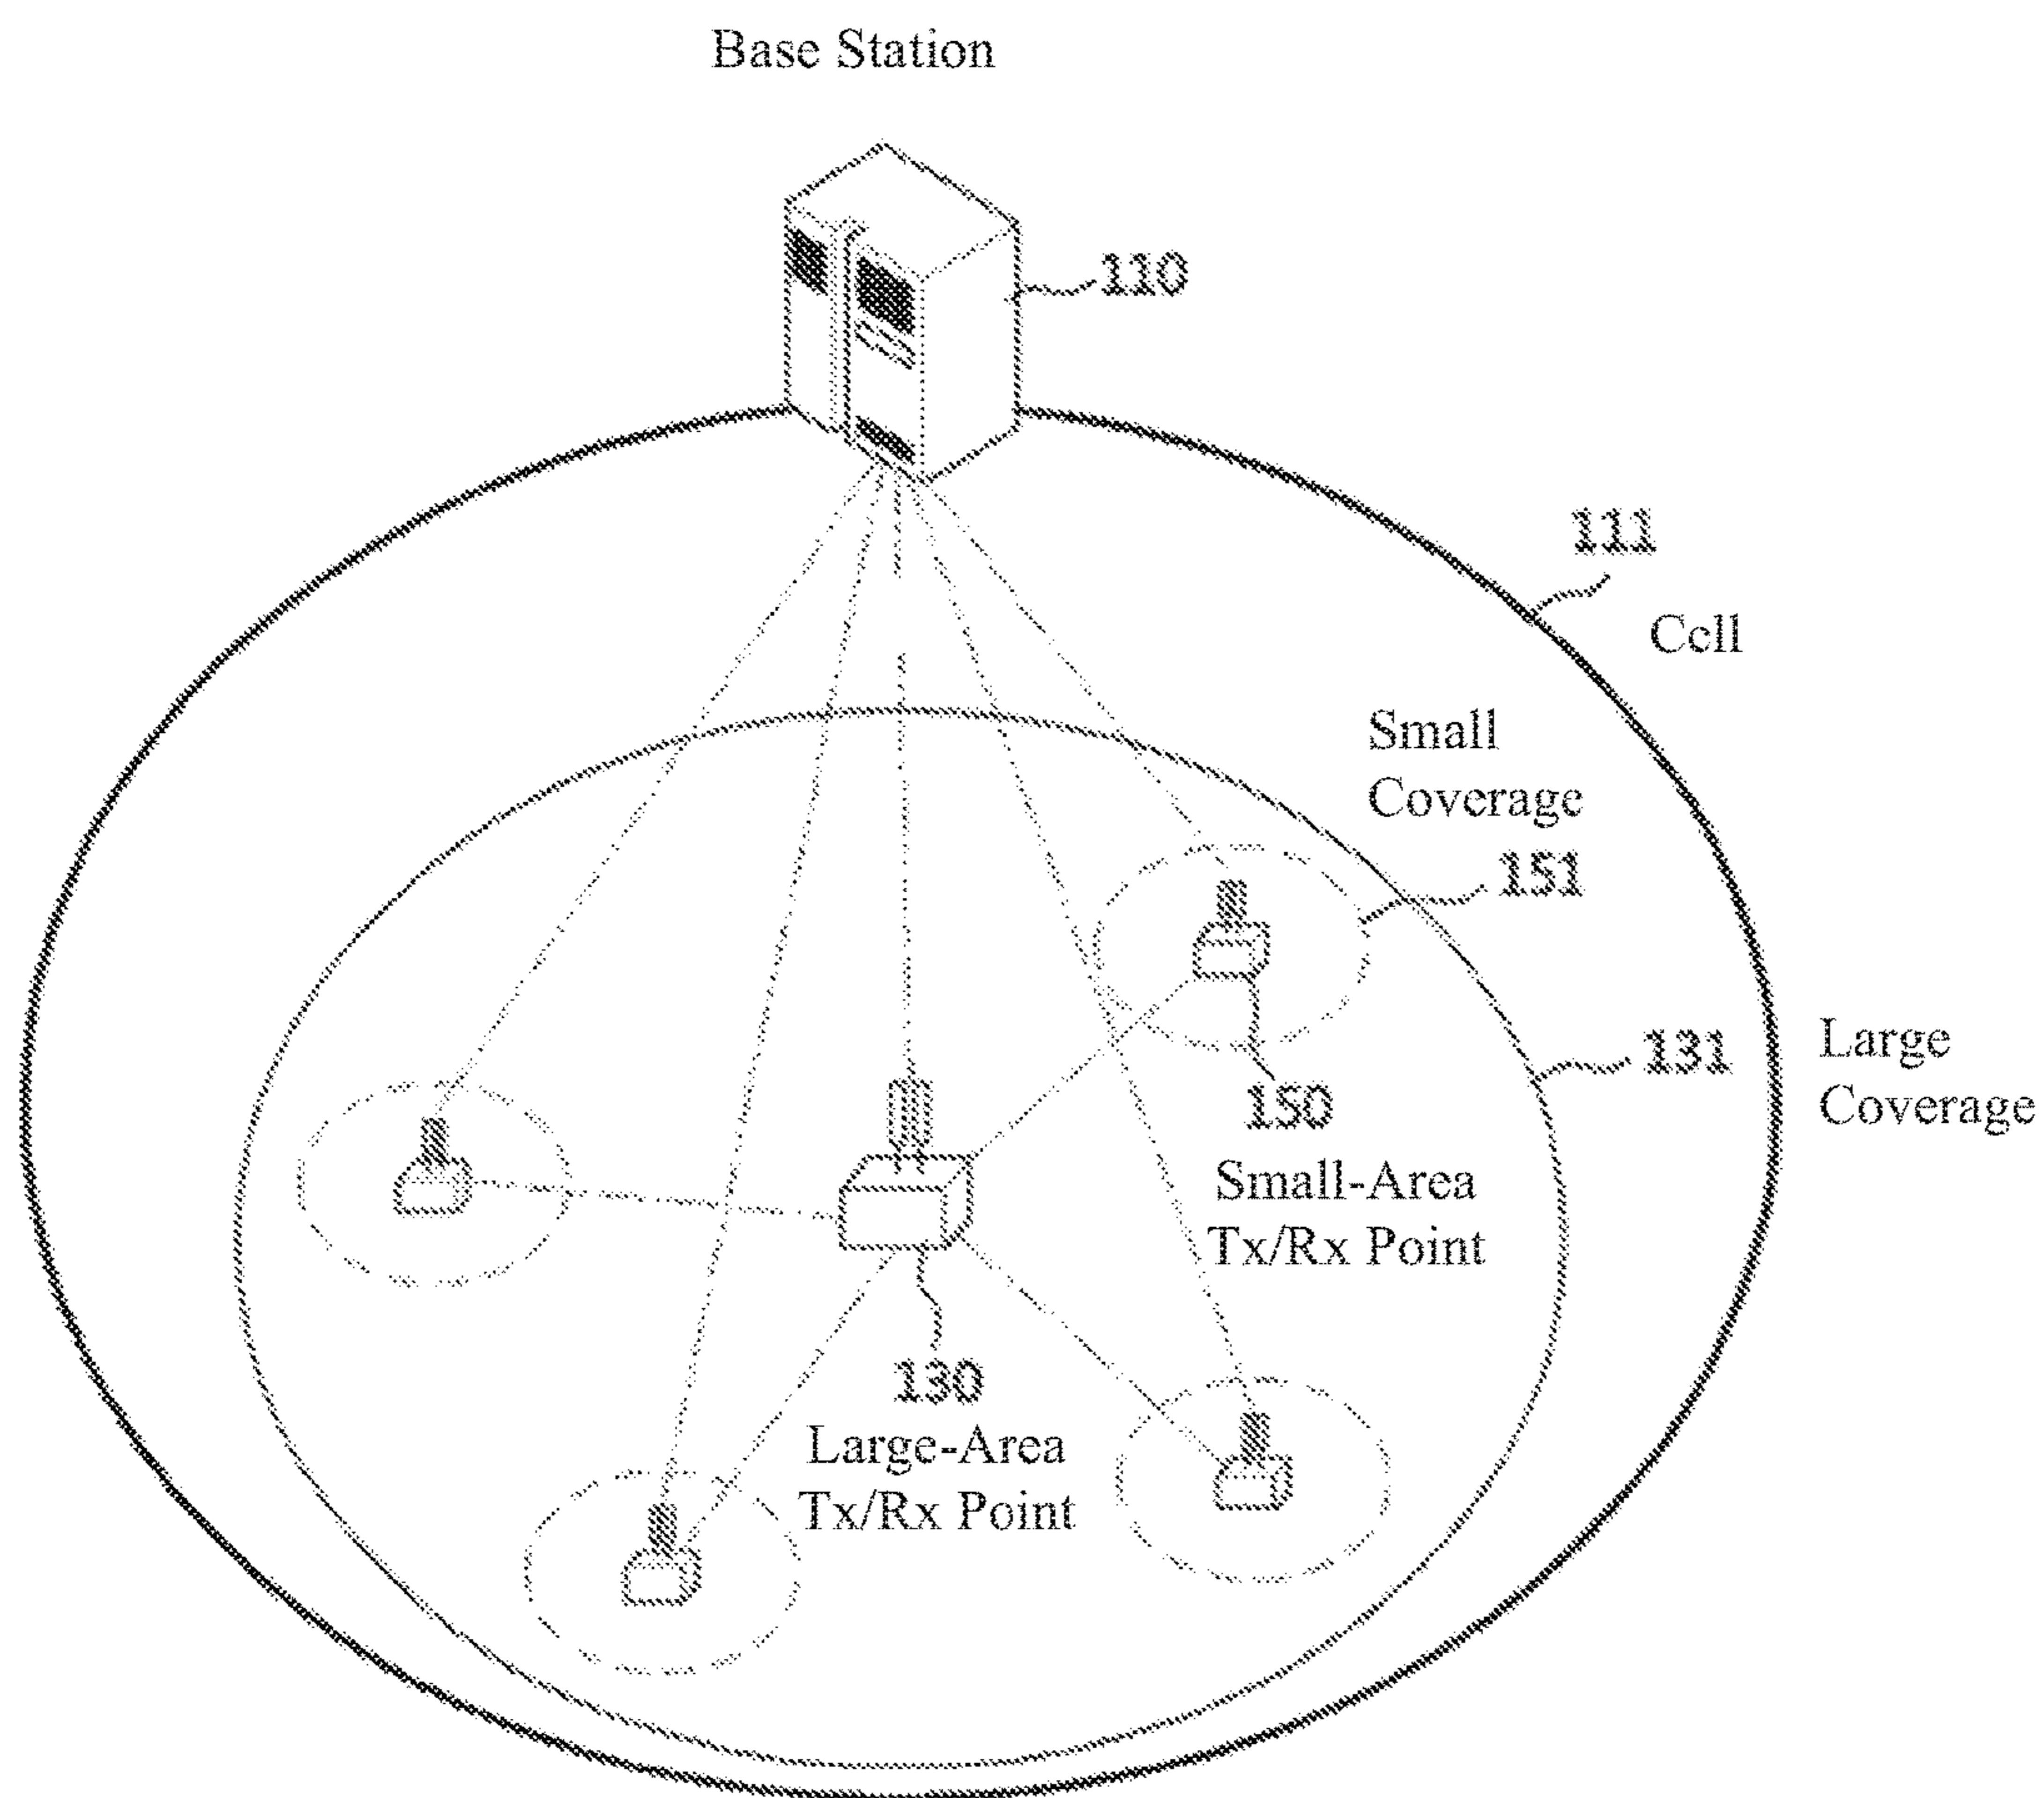 Base Station
110
111
Cell
Small
Coverage
151
131
Large
Coverage
150
Small-Area
Tx/Rx Point
130
Large-Area
Tx/Rx Point